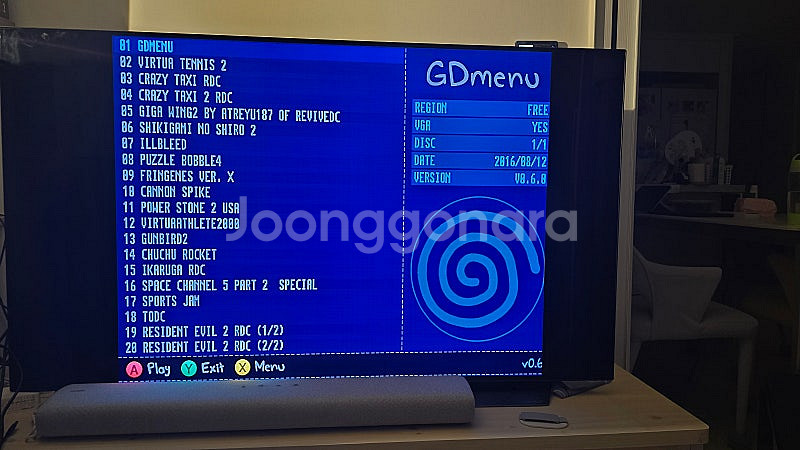 01 GDMENU
02 VIRTUA TENNIS 2
03 CRAZY TAXI RDC
04 CRAZY TAXI 2 RDC
05 GIGA WING2 BY ATREYU187 OF REVIVEDC
06 SHIKIGAMI NO SHIRO 2
07 ILLBLEED
08 PUZZLE BOBBLE4
09 FRINGENES VER. X
10 CANNON SPIKE
11 POWER STONE 2 USA
12 VIRTUAATHLETE2000
13 GUNBIRD2
14 CHUCHU ROCKET
15 IKARUGA RDC
16 SPACE CHANNEL 5 PART 2 SPECIAL
17 SPORTS JAM
18 TODC
19 RESIDENT EVIL 2 RDC (1/2)
20 RESIDENT EVIL 2 RDC (2/2)
GDmenu
REGION FREE
VGA YES
DISC 1/1
DATE 2016/08/12
VERSION V0.6.0
A Play Y Exit X Menu
v0.6
Joonggonara